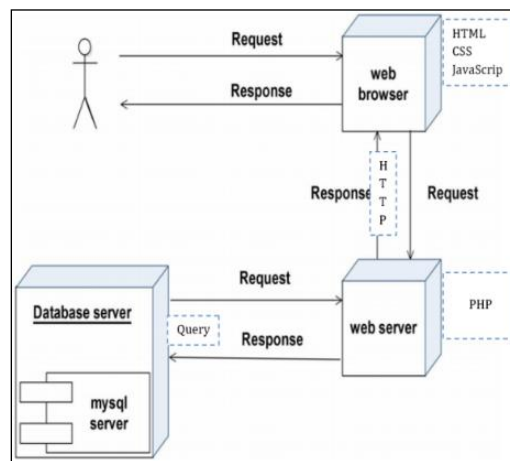 Request
Response
web
browser
HTML
CSS
JavaScrip
H
T
T
P
Response
Request
Database server
mysql
server
Request
Query
Response
web server
PHP